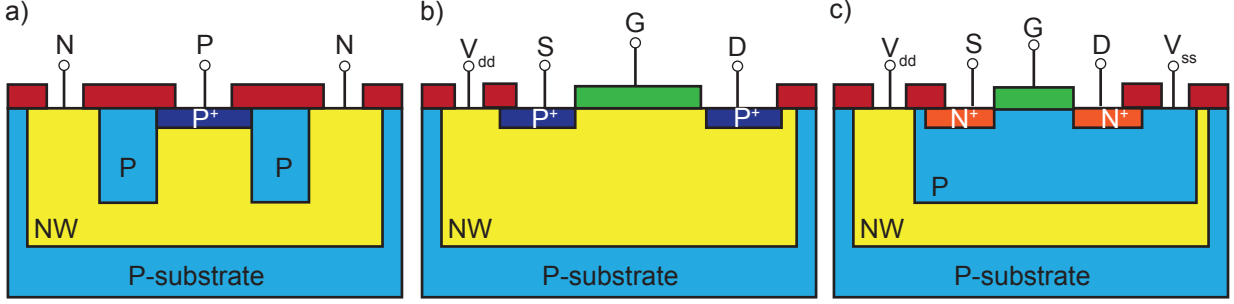 a)
N P N
P+
P P
NW
P-substrate
b)
Vdd S G D
P+ P+
NW
P-substrate
c)
Vdd S G D Vss
N+ N+
P
NW
P-substrate